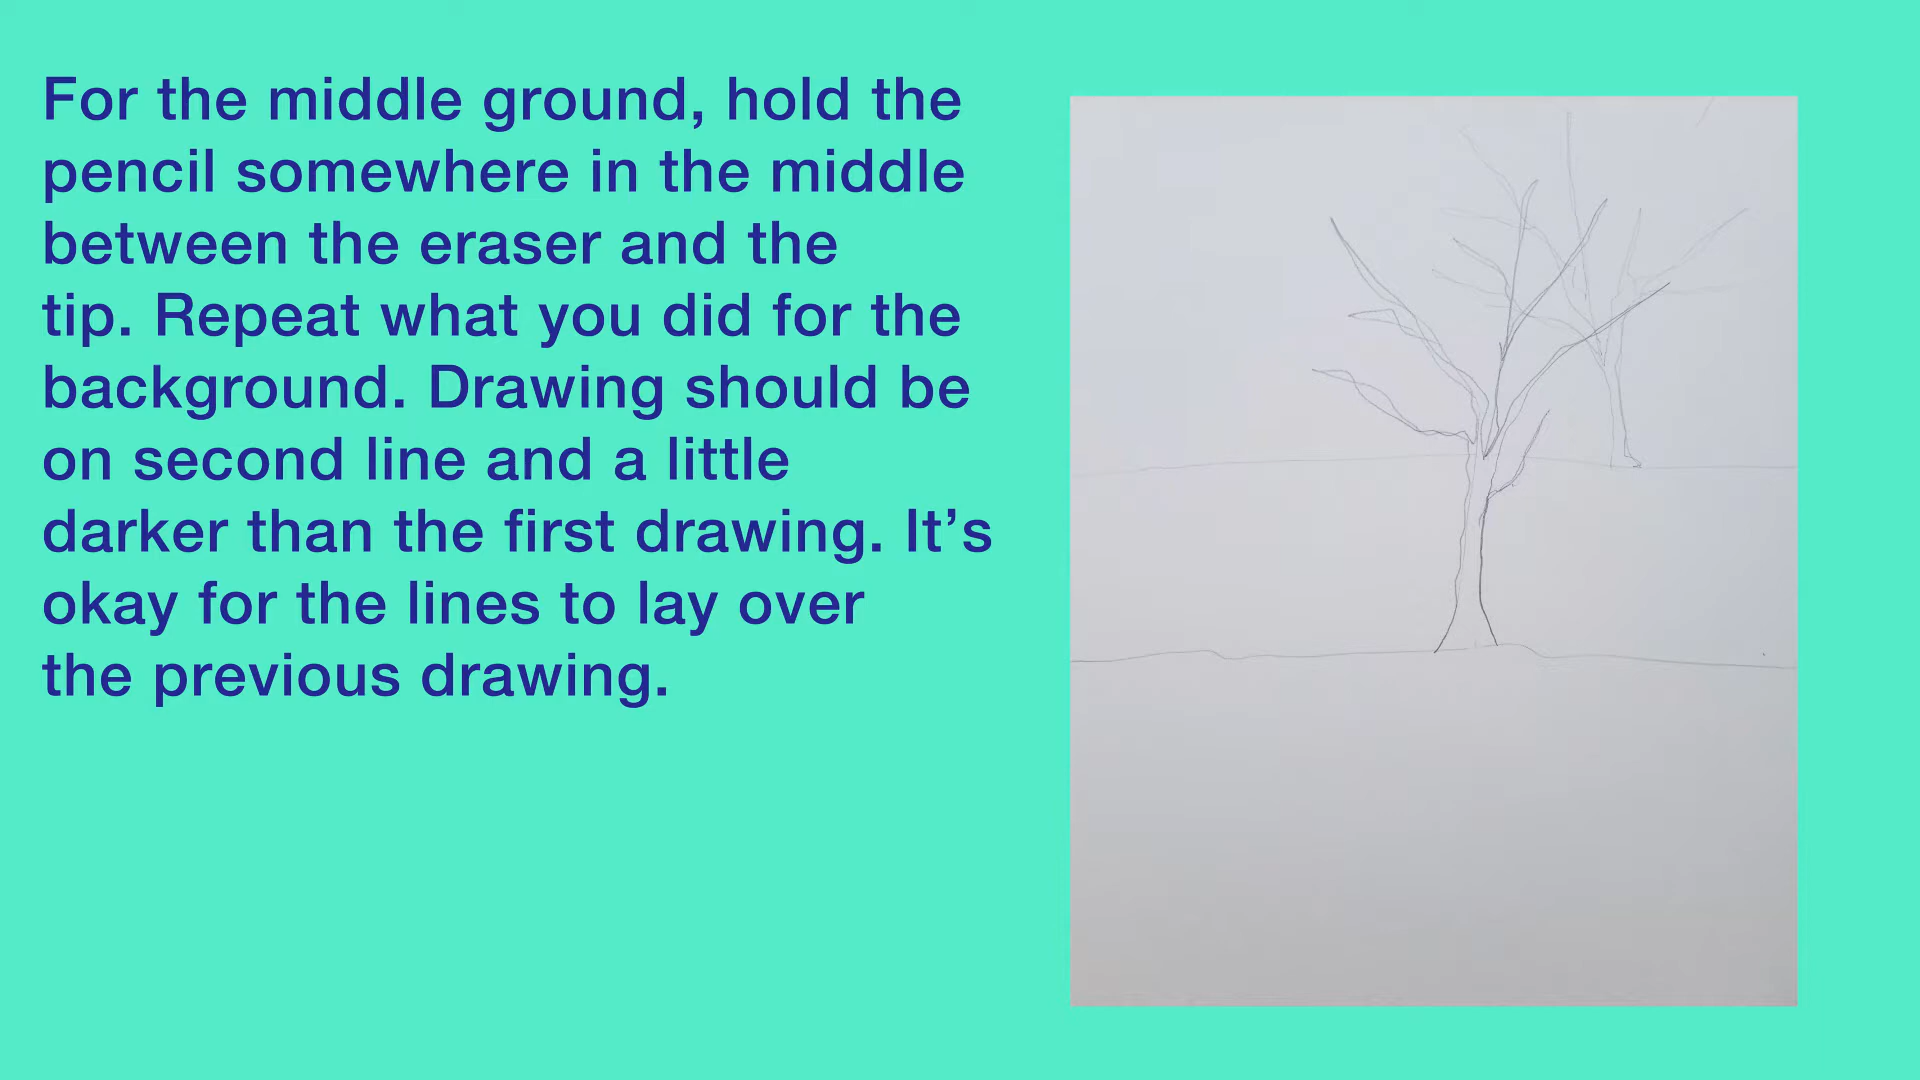 For the middle ground, hold the
pencil somewhere in the middle
between the eraser and the
tip. Repeat what you did for the
background. Drawing should be
on second line and a little
darker than the first drawing. It’s
okay for the lines to lay over
the previous drawing.